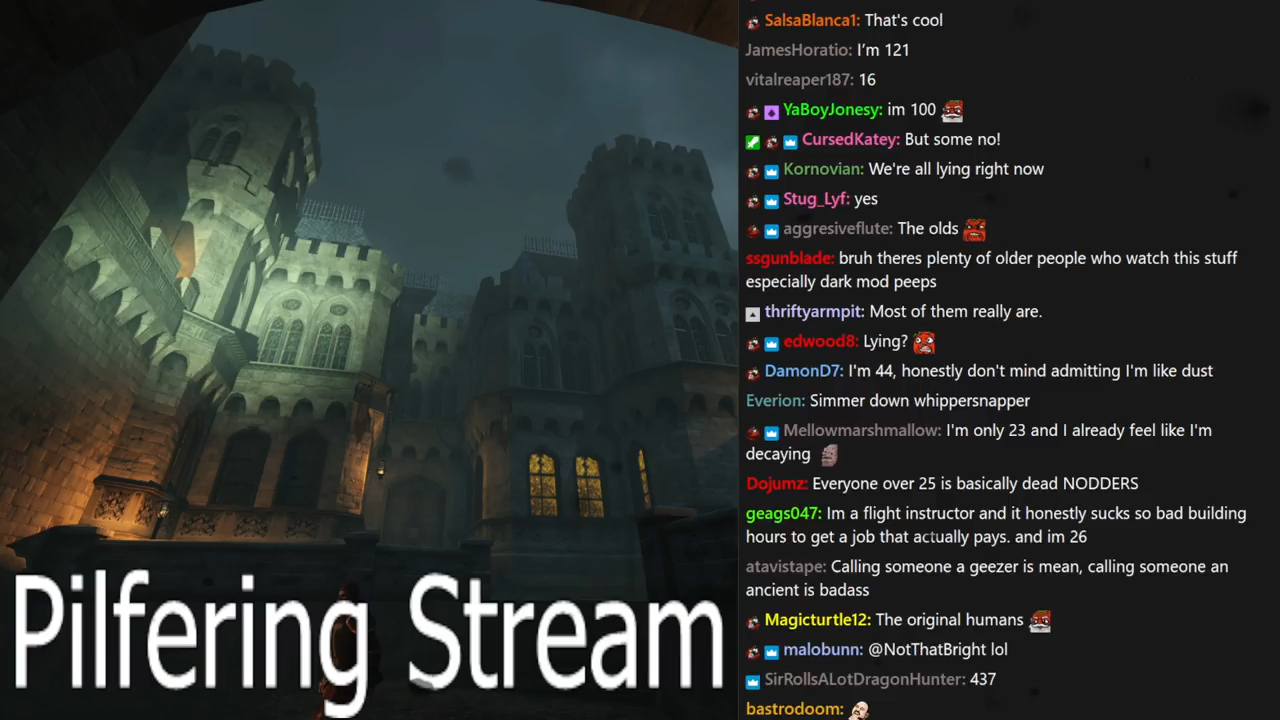 SalsaBlanca1: That's cool
JamesHoratio: I'm 121
vitalreaper187: 16
YaBoyJonesy: im 100
CursedKatey: But some no!
Kornovian: We're all lying right now
Stug_Lyf: yes
aggresiveflute: The olds
ssgunblade: bruh theres plenty of older people who watch this stuff
especially dark mod peeps
thriftyarmpit: Most of them really are.
edwood8: Lying?
DamonD7: I'm 44, honestly don't mind admitting I'm like dust
Everion: Simmer down whippersnapper
Mellowmarshmallow: I'm only 23 and I already feel like I'm
decaying
Dojumz: Everyone over 25 is basically dead NODDERS
geags047: Im a flight instructor and it honestly sucks so bad building
hours to get a job that actually pays. and im 26
atavistape: Calling someone a geezer is mean, calling someone an
ancient is badass
Magicturtle12: The original humans
malobunn: @NotThatBright lol
SirRollsALotDragonHunter: 437
bastrodoom:
Pilfering Stream